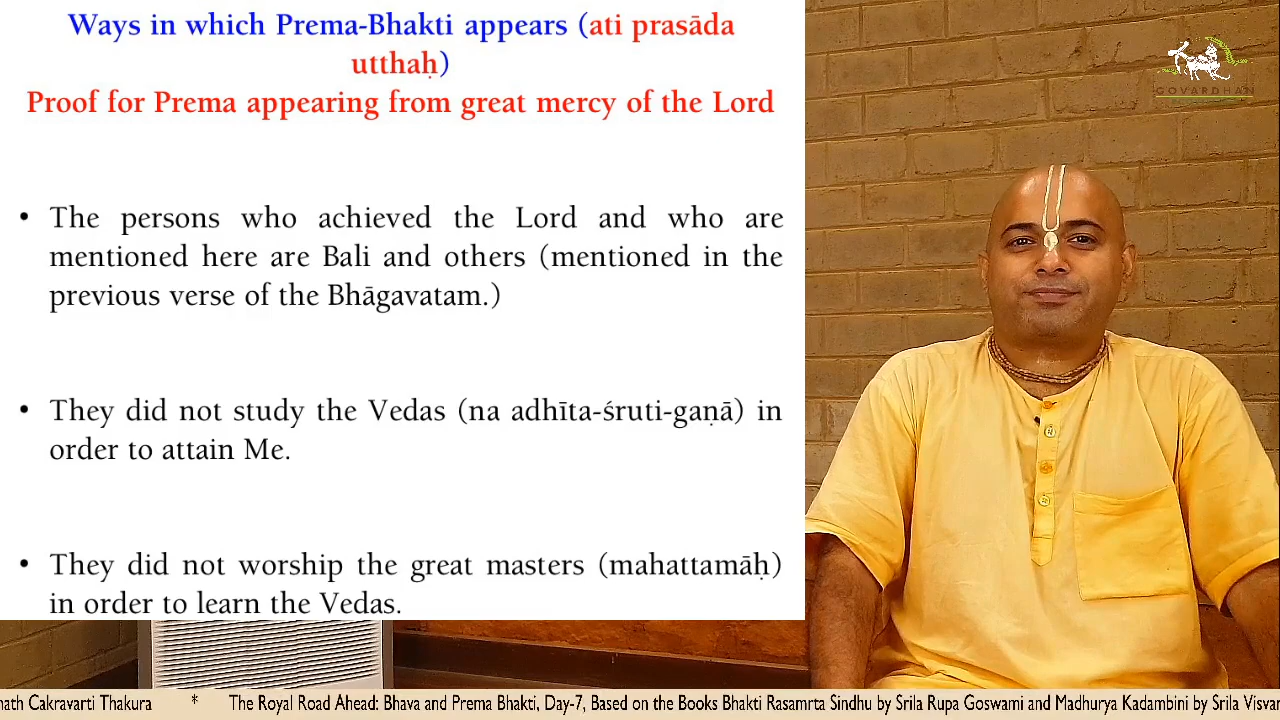 Ways in which Prema-Bhakti appears (ati prasāda
utthaḥ)
Proof for Prema appearing from great mercy of the Lord
• The persons who achieved the Lord and who are
mentioned here are Bali and others (mentioned in the
previous verse of the Bhāgavatam.)
• They did not study the Vedas (na adhīta-śruti-gaṇā) in
order to attain Me.
• They did not worship the great masters (mahattamāḥ)
in order to learn the Vedas.
GOVARDHAN
Cakravarti Thakura * The Royal Road Ahead: Bhava and Prema Bhakti, Day-7, Based on the Books Bhakti Rasamrta Sindhu by Srila Rupa Goswami and Madhurya Kadambini by Srila